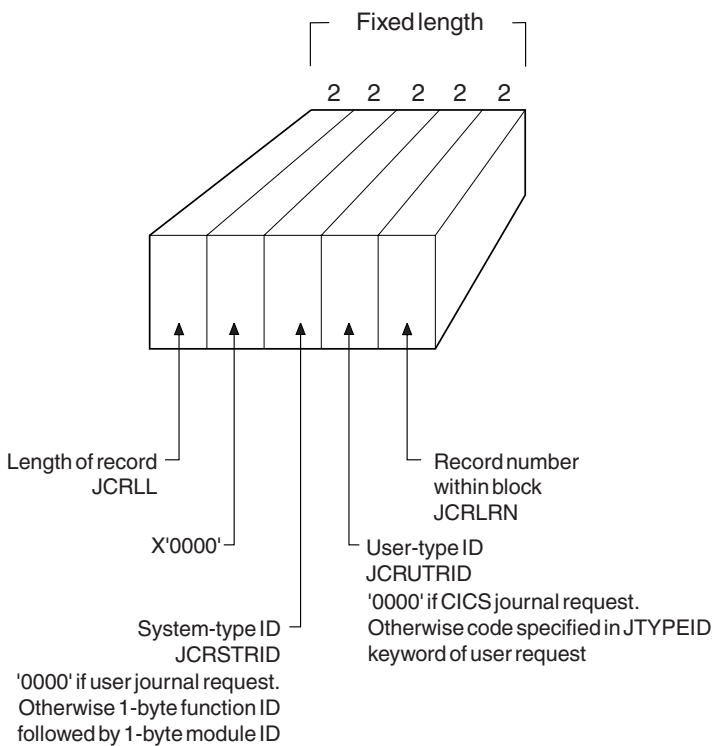 Fixed length
2 2 2 2 2
Length of record
JCRLL
X'0000'
System-type ID
JCRSTRID
'0000' if user journal request.
Otherwise 1-byte function ID
followed by 1-byte module ID
Record number
within block
JCRLRN
User-type ID
JCRUTRID
'0000' if CICS journal request.
Otherwise code specified in JTYPEID
keyword of user request